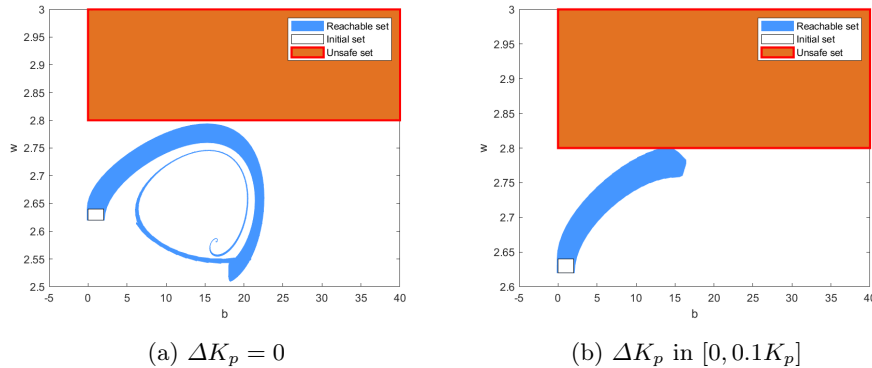 3
2.95
2.9
2.85
2.8
2.75
2.7
2.65
2.6
2.55
2.5
w
-5 0 5 10 15 20 25 30 35 40
b
Reachable set
Initial set
Unsafe set
(a) ΔKp = 0
3
2.95
2.9
2.85
2.8
2.75
2.7
2.65
2.6
w
-5 0 5 10 15 20 25 30 35 40
b
Reachable set
Initial set
Unsafe set
(b) ΔKp in [0, 0.1Kp]